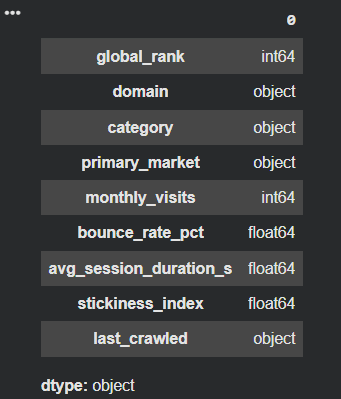 ...
0
global_rank int64
domain object
category object
primary_market object
monthly_visits int64
bounce_rate_pct float64
avg_session_duration_s float64
stickiness_index float64
last_crawled object
dtype: object